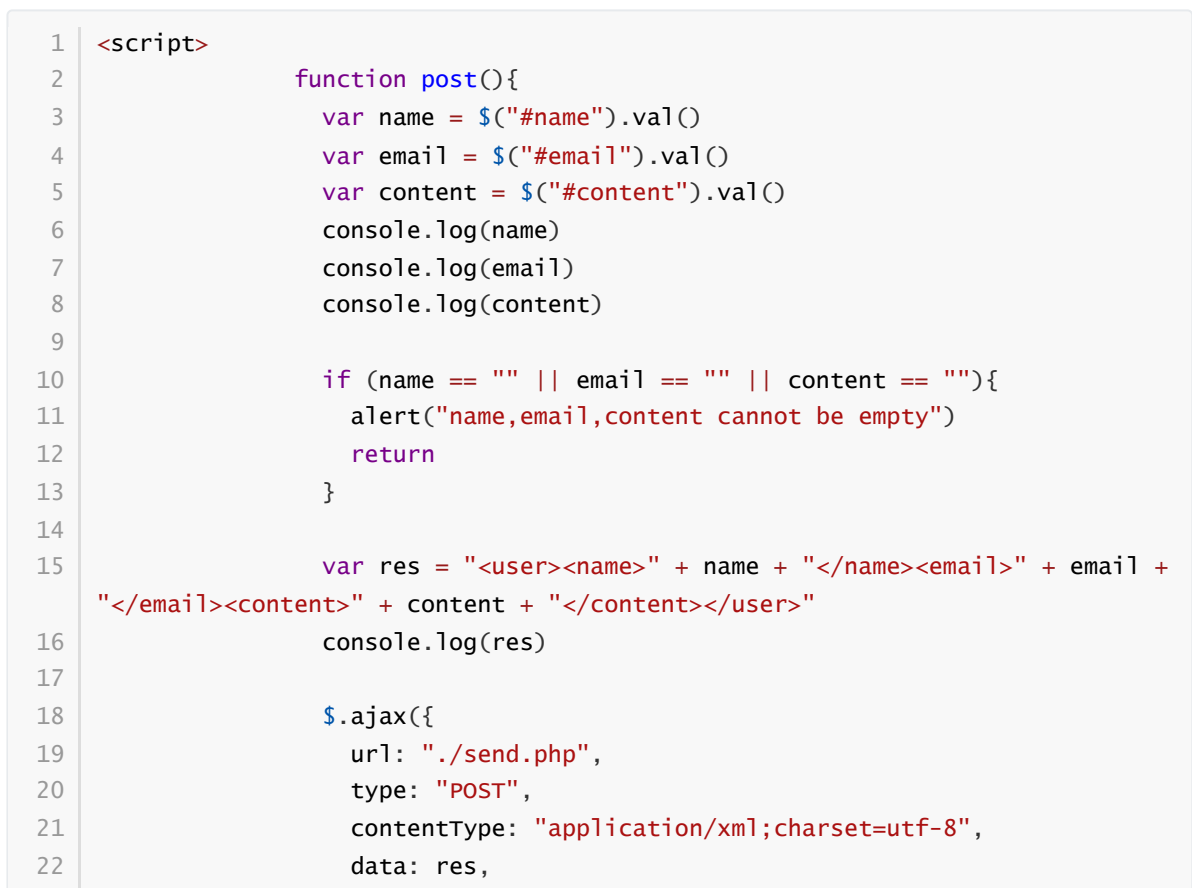 1 <script>
2 function post(){
3 var name = $("#name").val()
4 var email = $("#email").val()
5 var content = $("#content").val()
6 console.log(name)
7 console.log(email)
8 console.log(content)
9
10 if (name == "" || email == "" || content == ""){
11 alert("name,email,content cannot be empty")
12 return
13 }
14
15 var res = "<user><name>" + name + "</name><email>" + email +
"</email><content>" + content + "</content></user>"
16 console.log(res)
17
18 $.ajax({
19 url: "./send.php",
20 type: "POST",
21 contentType: "application/xml;charset=utf-8",
22 data: res,